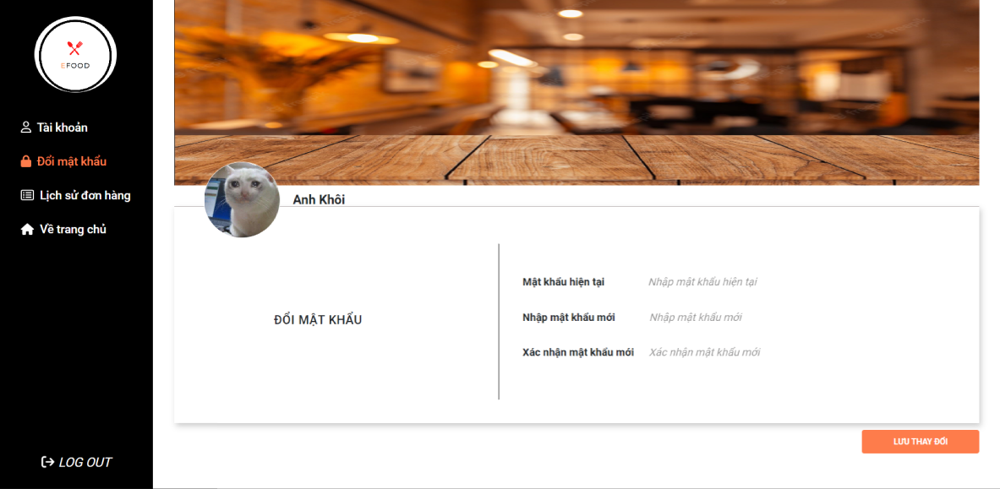 EFOOD
Tài khoản
Đổi mật khẩu
Lịch sử đơn hàng
Về trang chủ
LOG OUT
Anh Khôi
ĐỔI MẬT KHẨU
Mật khẩu hiện tại
Nhập mật khẩu hiện tại
Nhập mật khẩu mới
Nhập mật khẩu mới
Xác nhận mật khẩu mới
Xác nhận mật khẩu mới
LƯU THAY ĐỔI